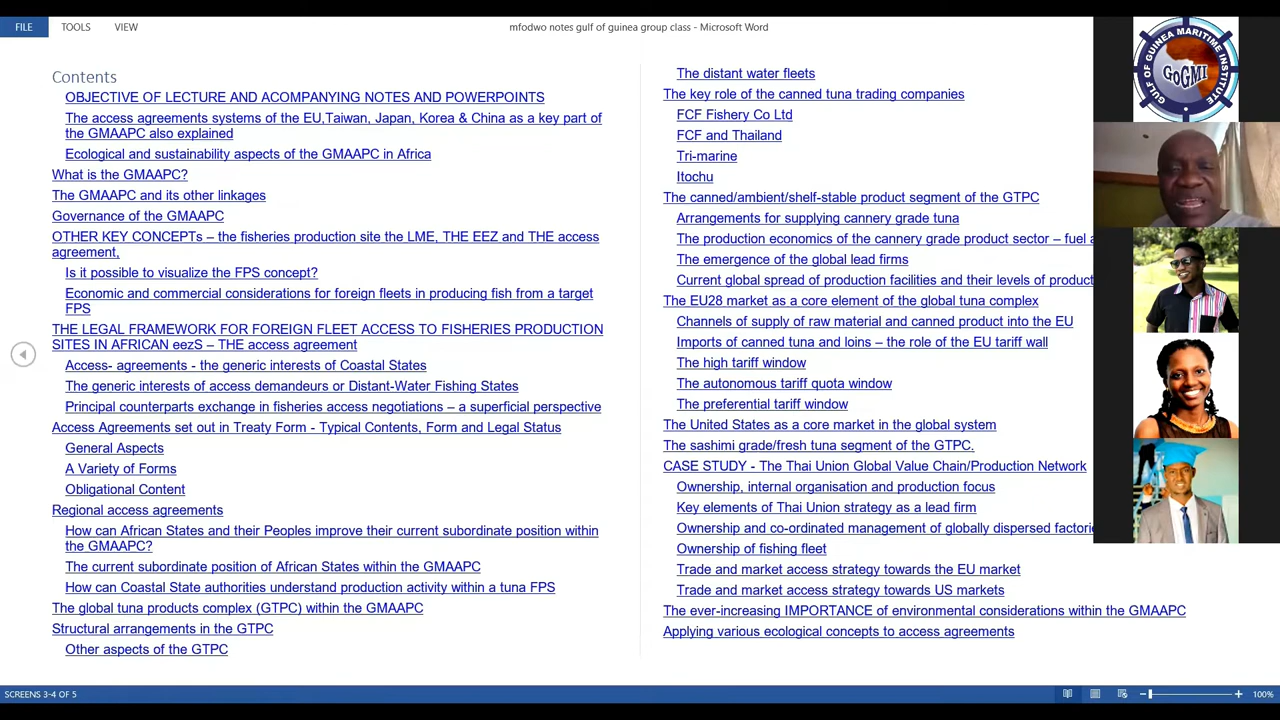 FILE TOOLS VIEW
mfodwo notes gulf of guinea group class - Microsoft Word
Contents
OBJECTIVE OF LECTURE AND ACOMPANYING NOTES AND POWERPOINTS
The access agreements systems of the EU,Taiwan, Japan, Korea & China as a key part of
the GMAAPC also explained
Ecological and sustainability aspects of the GMAAPC in Africa
What is the GMAAPC?
The GMAAPC and its other linkages
Governance of the GMAAPC
OTHER KEY CONCEPTs – the fisheries production site the LME, THE EEZ and THE access
agreement,
Is it possible to visualize the FPS concept?
Economic and commercial considerations for foreign fleets in producing fish from a target
FPS
THE LEGAL FRAMEWORK FOR FOREIGN FLEET ACCESS TO FISHERIES PRODUCTION
SITES IN AFRICAN eezS – THE access agreement
Access- agreements - the generic interests of Coastal States
The generic interests of access demandeurs or Distant-Water Fishing States
Principal counterparts exchange in fisheries access negotiations – a superficial perspective
Access Agreements set out in Treaty Form - Typical Contents, Form and Legal Status
General Aspects
A Variety of Forms
Obligational Content
Regional access agreements
How can African States and their Peoples improve their current subordinate position within
the GMAAPC?
The current subordinate position of African States within the GMAAPC
How can Coastal State authorities understand production activity within a tuna FPS
The global tuna products complex (GTPC) within the GMAAPC
Structural arrangements in the GTPC
Other aspects of the GTPC
The distant water fleets
The key role of the canned tuna trading companies
FCF Fishery Co Ltd
FCF and Thailand
Tri-marine
Itochu
The canned/ambient/shelf-stable product segment of the GTPC
Arrangements for supplying cannery grade tuna
The production economics of the cannery grade product sector – fuel a
The emergence of the global lead firms
Current global spread of production facilities and their levels of product
The EU28 market as a core element of the global tuna complex
Channels of supply of raw material and canned product into the EU
Imports of canned tuna and loins – the role of the EU tariff wall
The high tariff window
The autonomous tariff quota window
The preferential tariff window
The United States as a core market in the global system
The sashimi grade/fresh tuna segment of the GTPC.
CASE STUDY - The Thai Union Global Value Chain/Production Network
Ownership, internal organisation and production focus
Key elements of Thai Union strategy as a lead firm
Ownership and co-ordinated management of globally dispersed factorie
Ownership of fishing fleet
Trade and market access strategy towards the EU market
Trade and market access strategy towards US markets
The ever-increasing IMPORTANCE of environmental considerations within the GMAAPC
Applying various ecological concepts to access agreements
GULF OF GUINEA MARITIME INSTITUTE
GoGMI
SCREENS 3-4 OF 5
100%